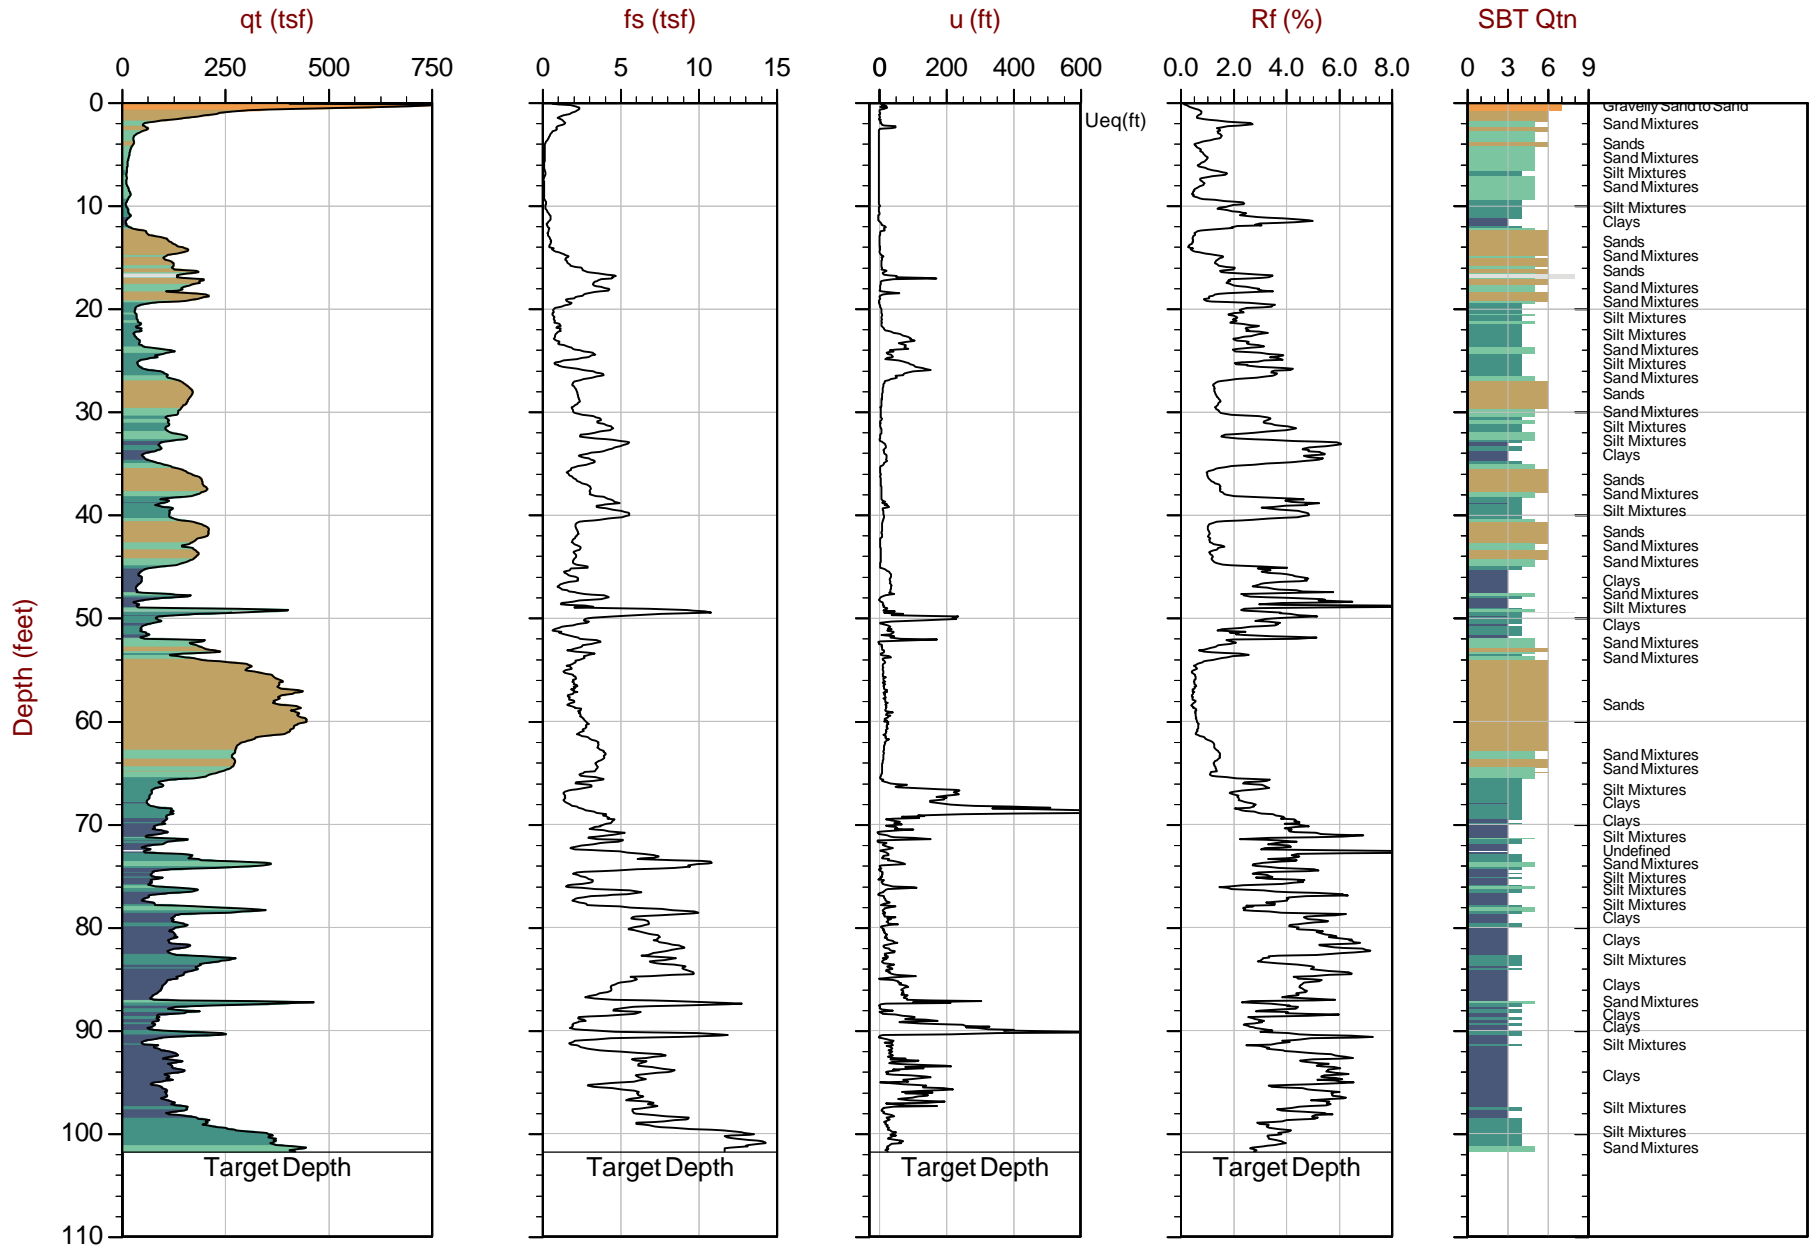 qt (tsf) fs (tsf) u (ft) Rf (%) SBT Qtn
0 250 500 750 0 5 10 15 0 200 400 600 0.0 2.0 4.0 6.0 8.0 0 3 6 9
Depth (feet)
0
10
20
30
40
50
60
70
80
90
100
110
Ueq(ft)
Gravelly Sand to Sand
Sand Mixtures
Sands
Sand Mixtures
Silt Mixtures
Sand Mixtures
Silt Mixtures
Clays
Sands
Sand Mixtures
Sands
Sand Mixtures
Sand Mixtures
Silt Mixtures
Silt Mixtures
Sand Mixtures
Silt Mixtures
Sand Mixtures
Sands
Sand Mixtures
Silt Mixtures
Silt Mixtures
Clays
Sands
Sand Mixtures
Silt Mixtures
Sands
Sand Mixtures
Sand Mixtures
Clays
Sand Mixtures
Silt Mixtures
Clays
Sand Mixtures
Sand Mixtures
Sands
Sand Mixtures
Sand Mixtures
Silt Mixtures
Clays
Clays
Silt Mixtures
Undefined
Sand Mixtures
Silt Mixtures
Silt Mixtures
Silt Mixtures
Clays
Clays
Silt Mixtures
Clays
Sand Mixtures
Clays
Clays
Silt Mixtures
Clays
Silt Mixtures
Silt Mixtures
Sand Mixtures
Target Depth Target Depth Target Depth Target Depth